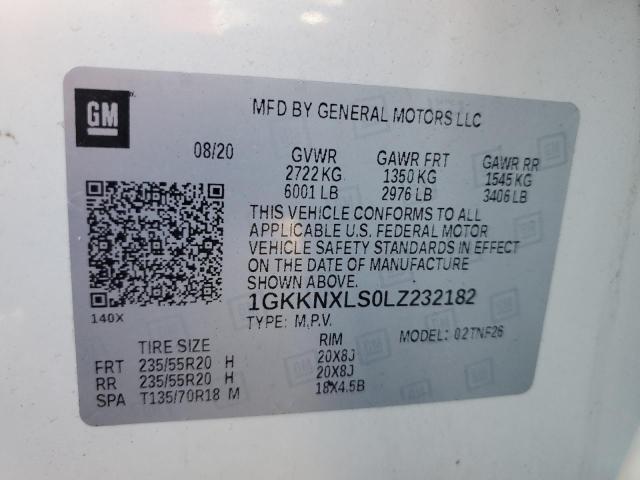 GM
MFD BY GENERAL MOTORS LLC
08/20 GVWR GAWR FRT GAWR RR
2722 KG 1350 KG 1545 KG
6001 LB 2976 LB 3406 LB
THIS VEHICLE CONFORMS TO ALL
APPLICABLE U.S. FEDERAL MOTOR
VEHICLE SAFETY STANDARDS IN EFFECT
ON THE DATE OF MANUFACTURE
SHOWN ABOVE.
1GKKNXLS0LZ232182
140X
TYPE: M.P.V. MODEL: 02TNF26
TIRE SIZE RIM
FRT 235/55R20 H 20X8J
RR 235/55R20 H 20X8J
SPA T135/70R18 M 18X4.5B